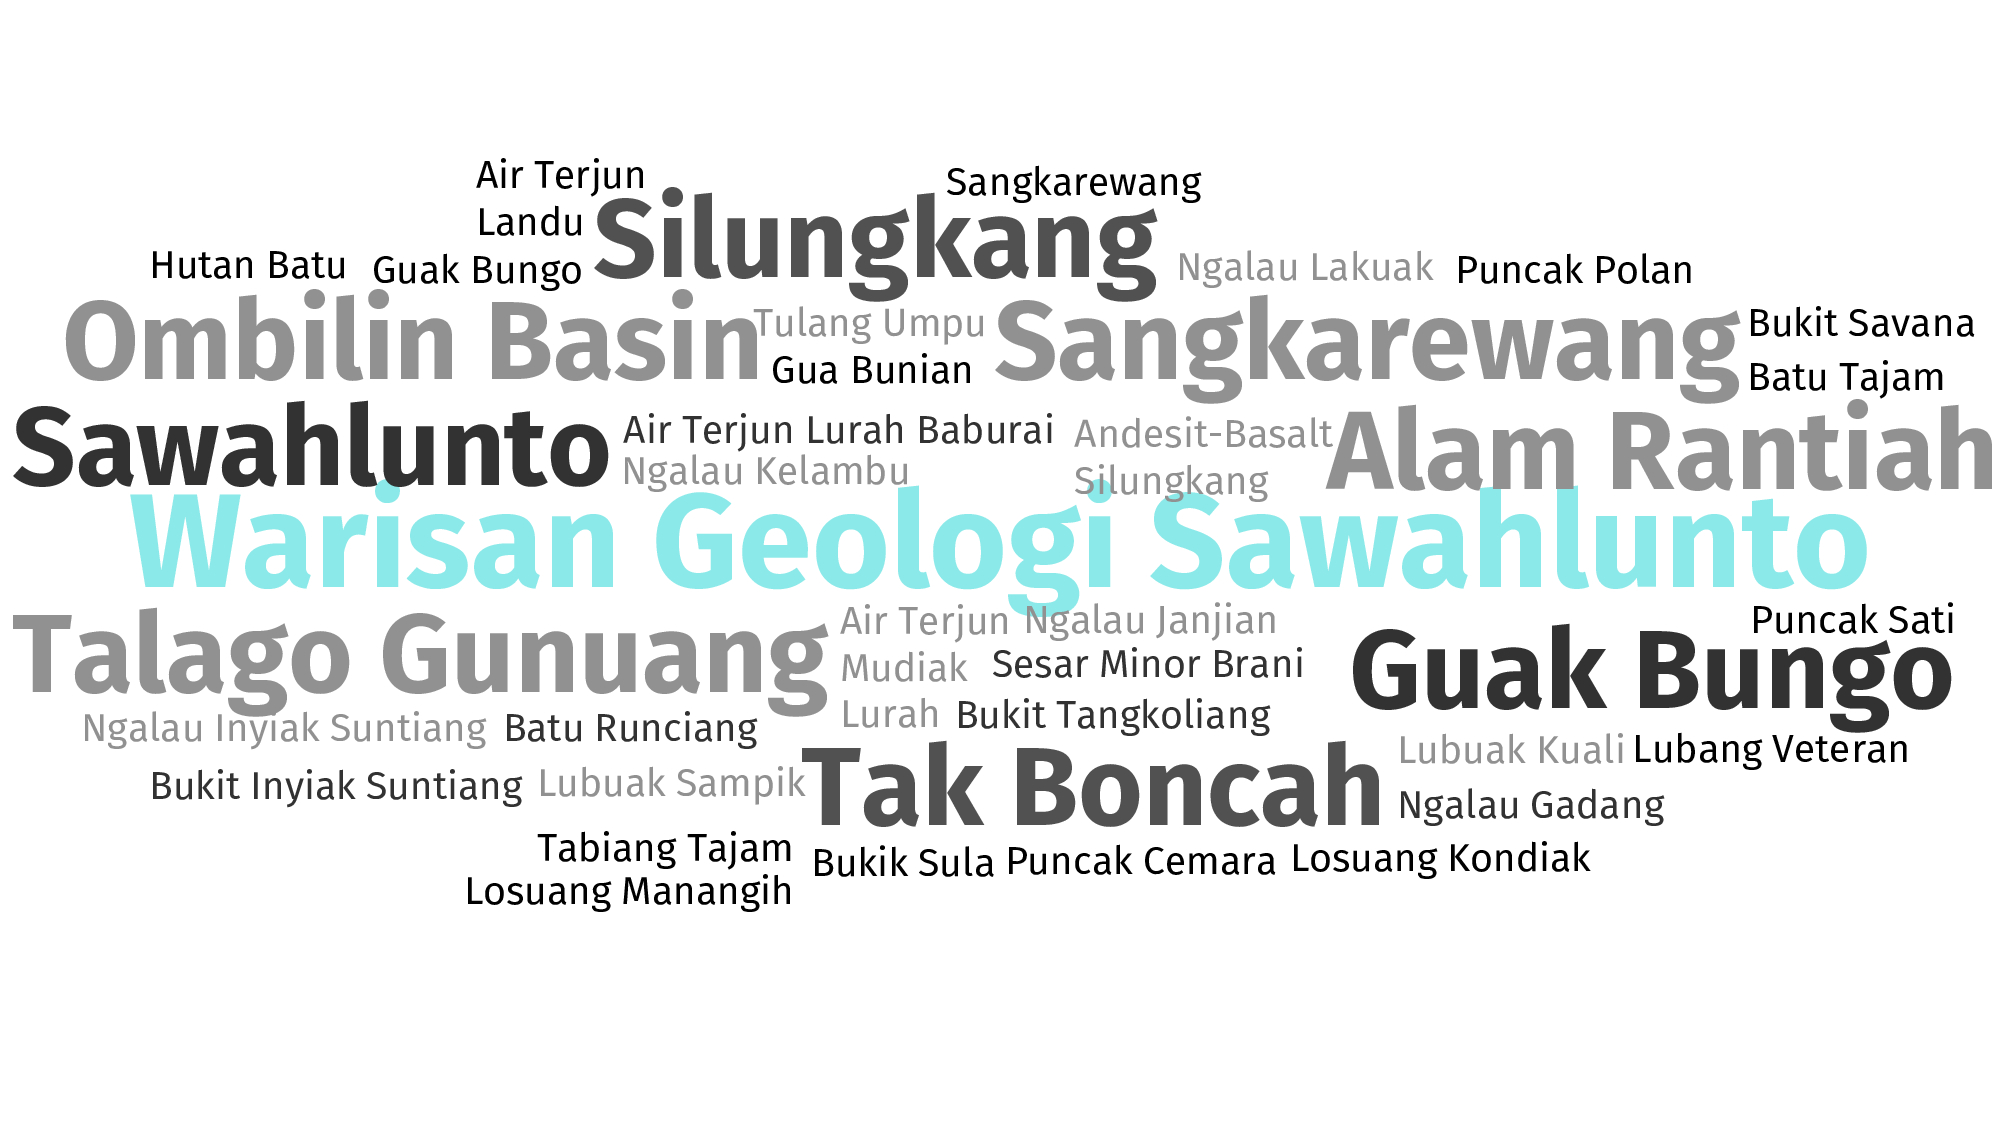 Air Terjun
Landu
Sangkarewang
Silungkang
Hutan Batu
Guak Bungo
Ngalau Lakuak
Puncak Polan
Ombilin Basin
Tulang Umpu
Gua Bunian
Sangkarewang
Bukit Savana
Batu Tajam
Sawahlunto
Air Terjun Lurah Baburai
Ngalau Kelambu
Andesit-Basalt
Silungkang
Alam Rantiah
Warisan Geologi Sawahlunto
Talago Gunuang
Air Terjun
Mudiak
Lurah
Ngalau Janjian
Sesar Minor Brani
Bukit Tangkoliang
Puncak Sati
Guak Bungo
Ngalau Inyiak Suntiang
Batu Runciang
Bukit Inyiak Suntiang
Lubuak Sampik
Tak Boncah
Lubuak Kuali
Lubang Veteran
Ngalau Gadang
Tabiang Tajam
Losuang Manangih
Bukik Sula
Puncak Cemara
Losuang Kondiak